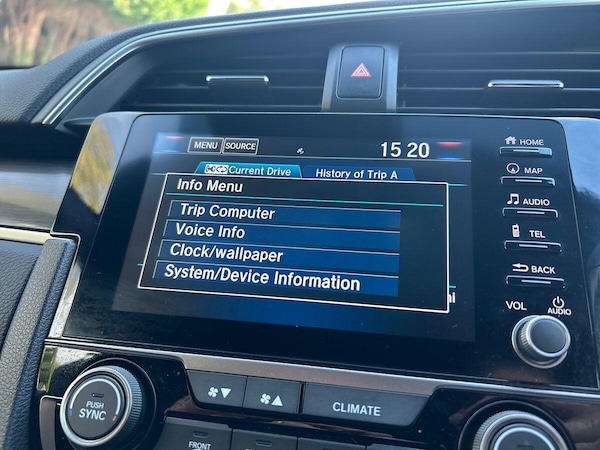 MENU SOURCE 15 20
Current Drive History of Trip A
Info Menu
Trip Computer
Voice Info
Clock/wallpaper
System/Device Information
mi
HOME
MAP
AUDIO
TEL
BACK
VOL AUDIO
PUSH
SYNC
CLIMATE
FRONT